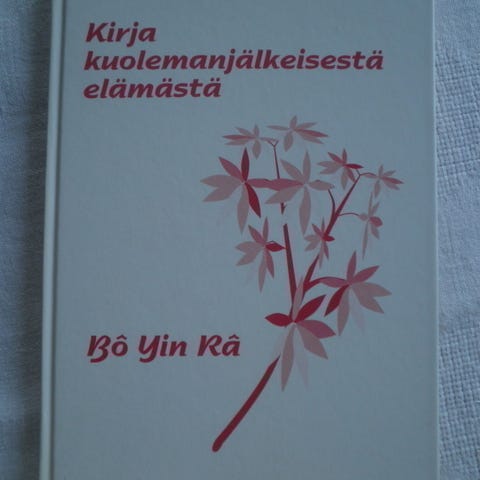 Kirja
kuolemanjälkeisestä
elämästä
Bô Yin Râ